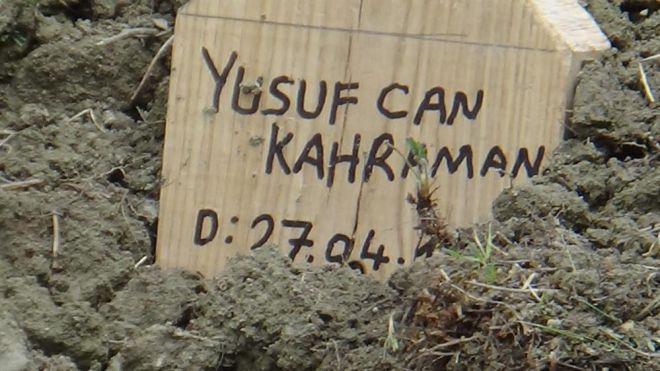 YUSUF CAN
KAHRAMAN
D: 27.04.